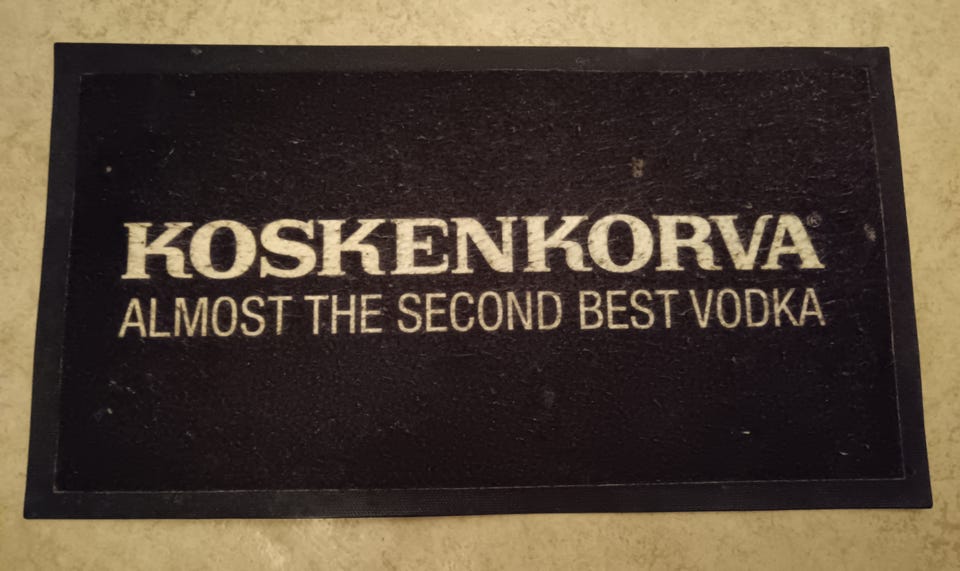 KOSKENKORVA®
ALMOST THE SECOND BEST VODKA